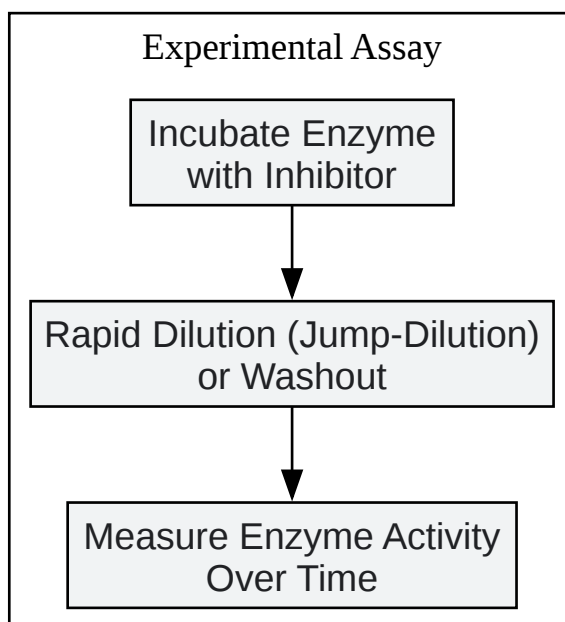 Experimental Assay
Incubate Enzyme
with Inhibitor
Rapid Dilution (Jump-Dilution)
or Washout
Measure Enzyme Activity
Over Time